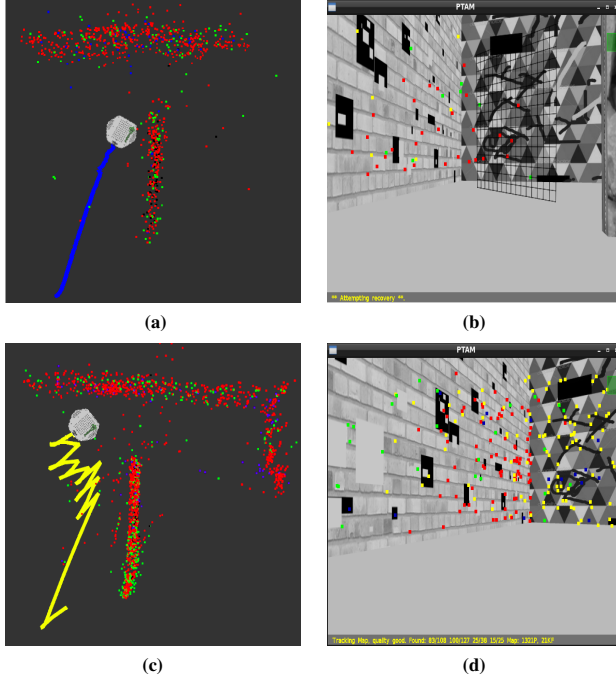 PTAM
** Attempting recovery **.
(a)
(b)
PTAM
Tracking Map, quality good. Found: 83/108 100/127 25/38 15/25 Map: 1321P, 21KF
(c)
(d)